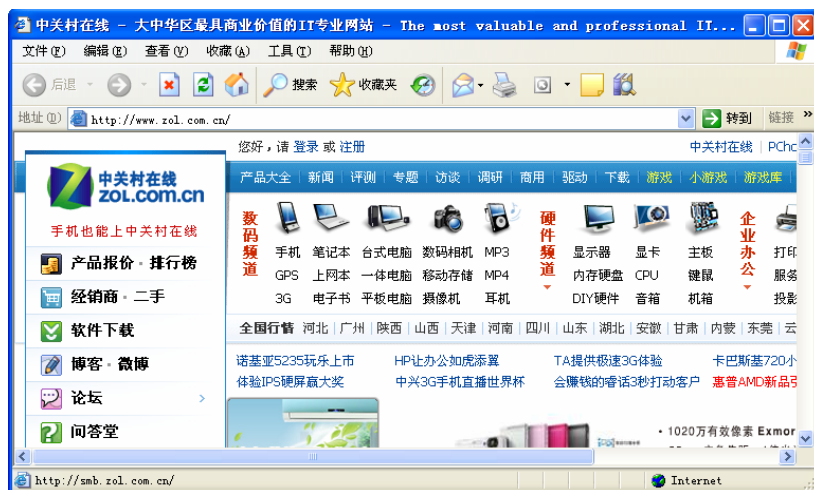 中关村在线 - 大中华区最具商业价值的IT专业网站 - The most valuable and professional IT...
文件(F) 编辑(E) 查看(V) 收藏(A) 工具(T) 帮助(H)
后退 搜索 收藏夹
地址(D) http://www.zol.com.cn/ 转到 链接 »
您好,请 登录 或 注册 中关村在线 | PChc
中关村在线
ZOL.COM.CN
手机也能上中关村在线
产品报价·排行榜
经销商·二手
软件下载
博客·微博
论坛 >
问答堂
产品大全 | 新闻 | 评测 | 专题 | 访谈 | 调研 | 商用 | 驱动 | 下载 | 游戏 | 小游戏 | 游戏库
数码频道
手机 笔记本 台式电脑 数码相机 MP3
GPS 上网本 一体电脑 移动存储 MP4
3G 电子书 平板电脑 摄像机 耳机
硬件频道
显示器 显卡 主板
内存硬盘 CPU 键鼠
DIY硬件 音箱 机箱
企业办公
打印
服务
投影
全国行情 河北 | 广州 | 陕西 | 山西 | 天津 | 河南 | 四川 | 山东 | 湖北 | 安徽 | 甘肃 | 内蒙 | 东莞 | 云
诺基亚5235玩乐上市 HP让办公如虎添翼 TA提供极速3G体验 卡巴斯基720小
体验IPS硬屏赢大奖 中兴3G手机直播世界杯 会赚钱的睿话3秒打动客户 惠普AMD新品引
· 1020万有效像素 Exmor
http://smb.zol.com.cn/ Internet